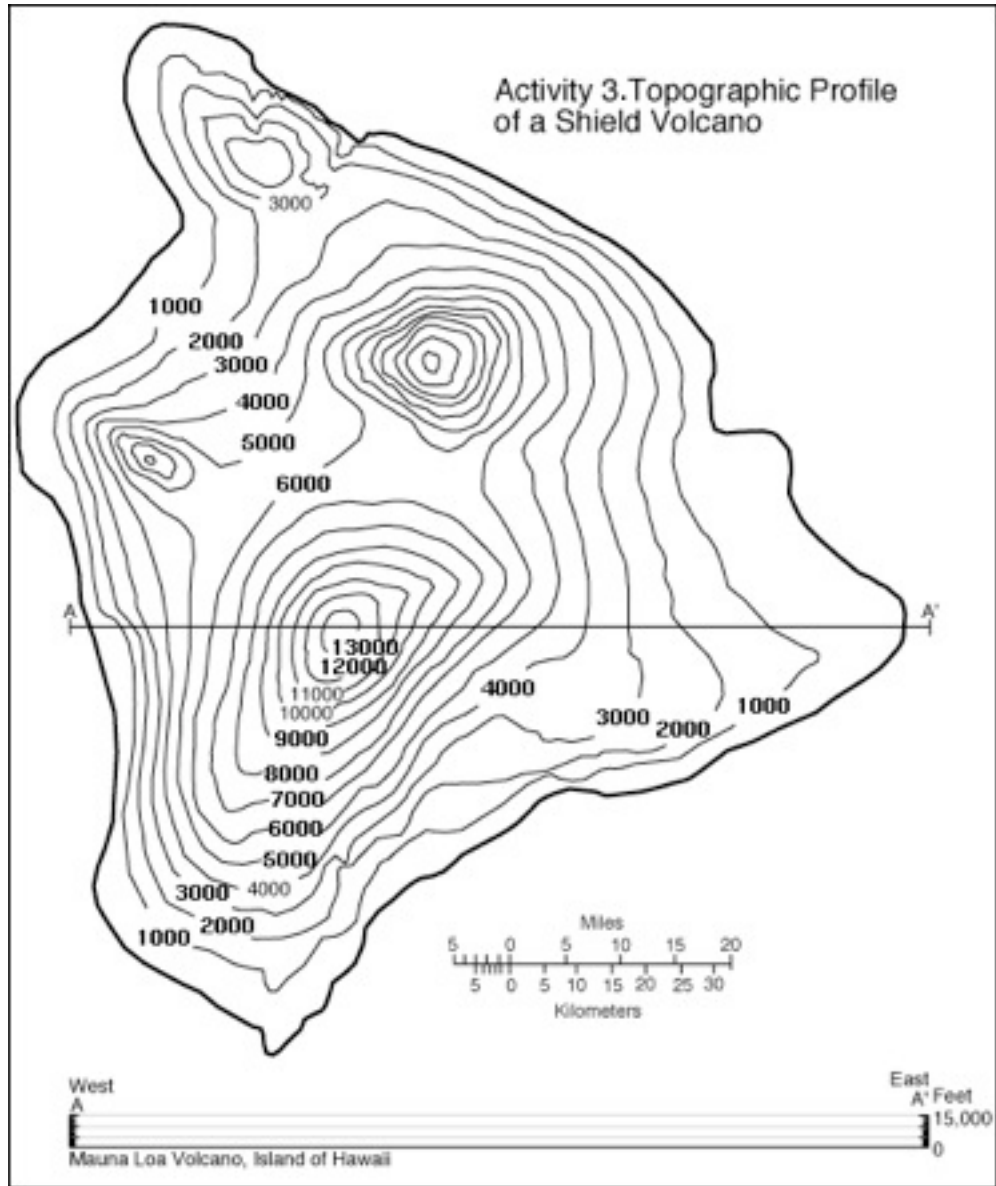 Activity 3.Topographic Profile
of a Shield Volcano
3000
1000
2000
3000
4000
5000
6000
A
A'
13000
12000
11000
10000
9000
8000
7000
6000
5000
4000
3000
2000
1000
4000
3000
2000
1000
Miles
5 0 5 10 15 20
5 0 5 10 15 20 25 30
Kilometers
West
A
East
A' Feet
15,000
0
Mauna Loa Volcano, Island of Hawaii